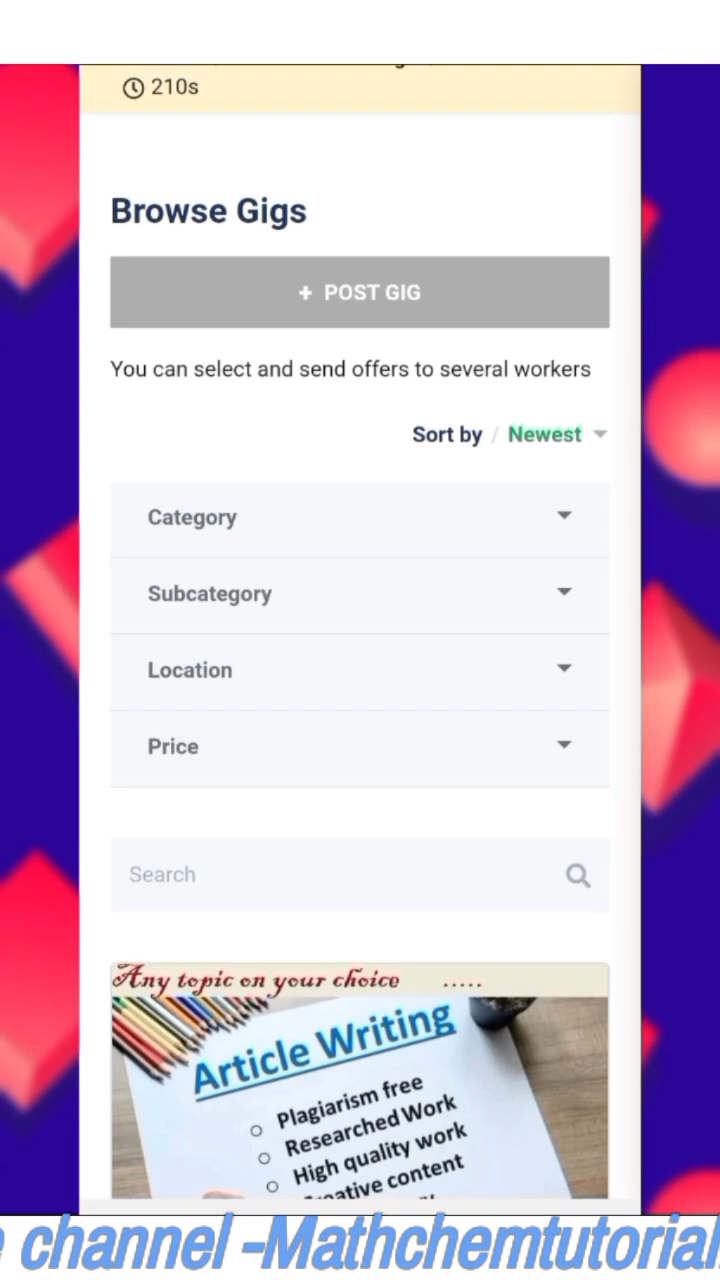 210s
Browse Gigs
+ POST GIG
You can select and send offers to several workers
Sort by / Newest
Category
Subcategory
Location
Price
Search
Any topic on your choice .....
Article Writing
Plagiarism free
Researched Work
High quality work
content
channel -Mathchemtutorial